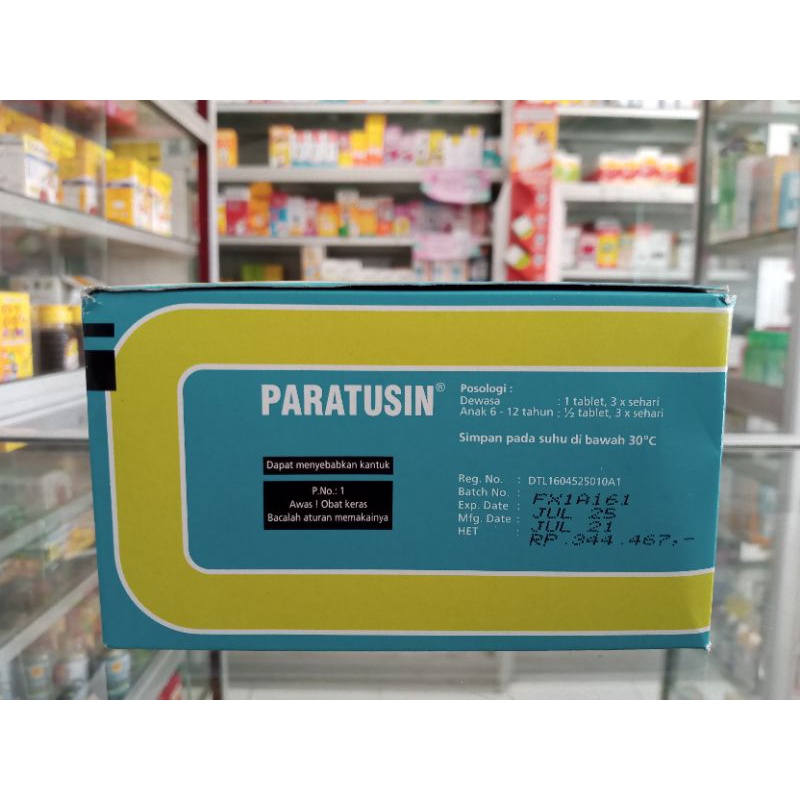 PARATUSIN®
Posologi :
Dewasa : 1 tablet, 3 x sehari
Anak 6 - 12 tahun : ½ tablet, 3 x sehari
Simpan pada suhu di bawah 30°C
Dapat menyebabkan kantuk
P.No.: 1
Awas ! Obat keras
Bacalah aturan memakainya
Reg. No. : DTL1604525010A1
Batch No. : FX1A161
Exp. Date : JUL 25
Mfg. Date : JUL 21
HET : RP.344.467,-